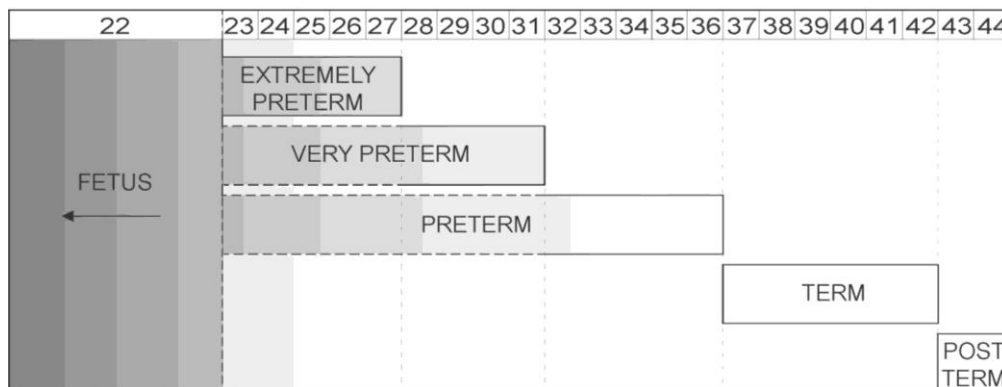 22 23 24 25 26 27 28 29 30 31 32 33 34 35 36 37 38 39 40 41 42 43 44
EXTREMELY
PRETERM
VERY PRETERM
FETUS
PRETERM
TERM
POST
TERM